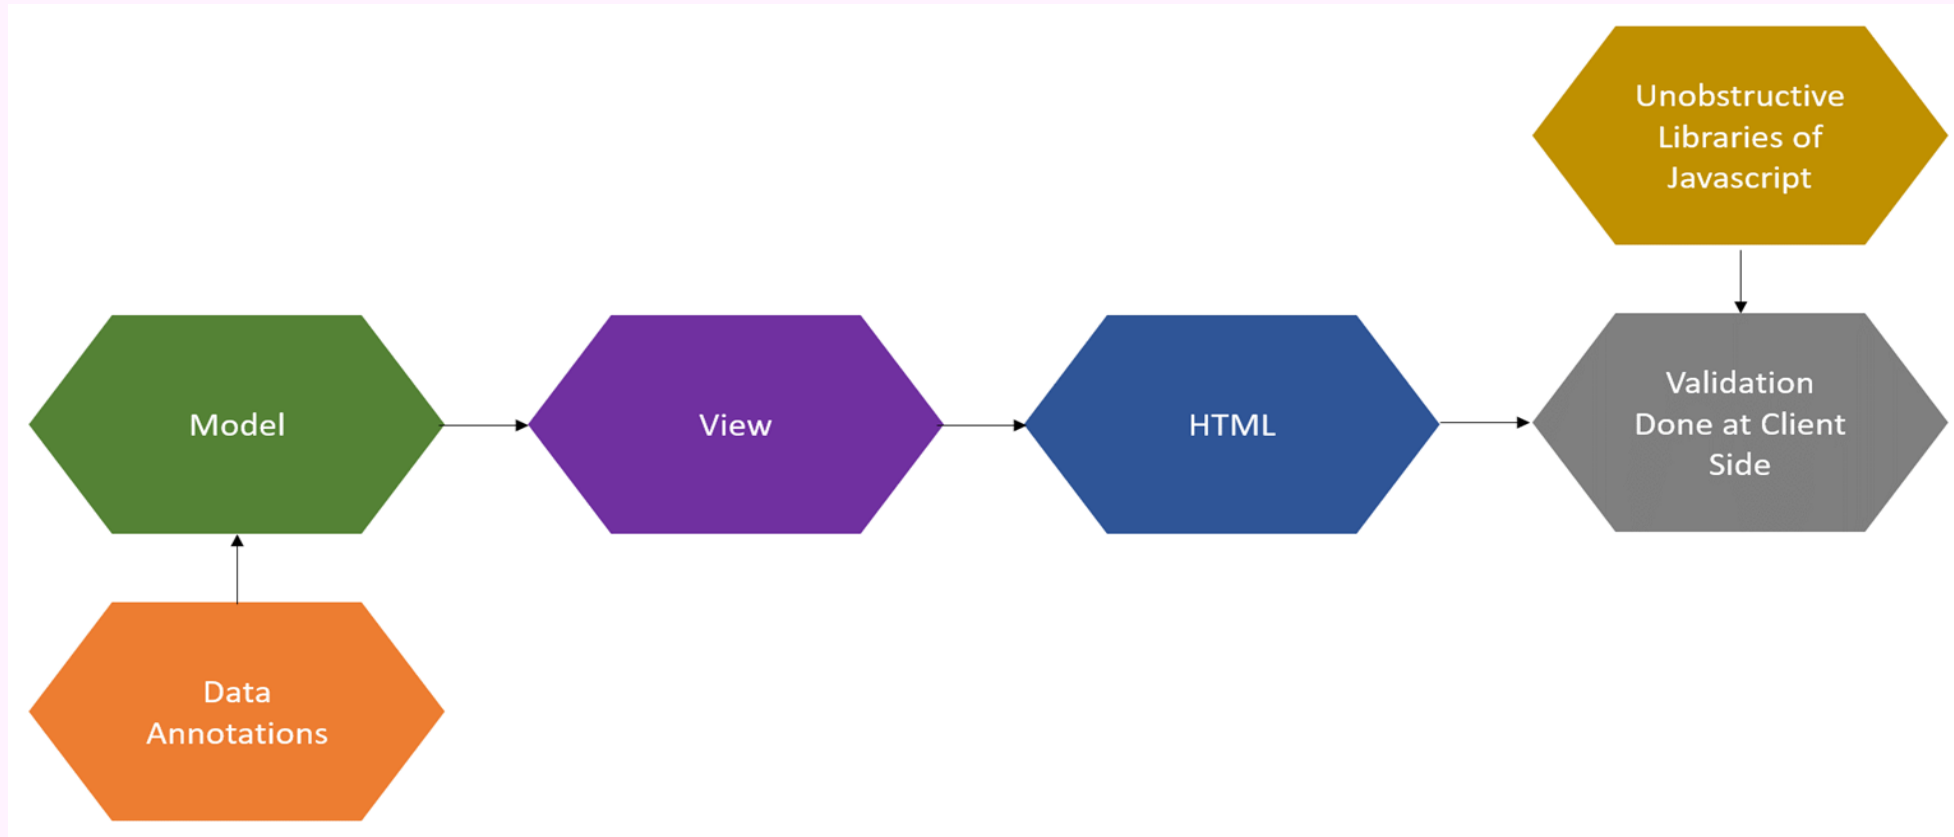 Unobstructive
Libraries of
Javascript
Model
View
HTML
Validation
Done at Client
Side
Data
Annotations